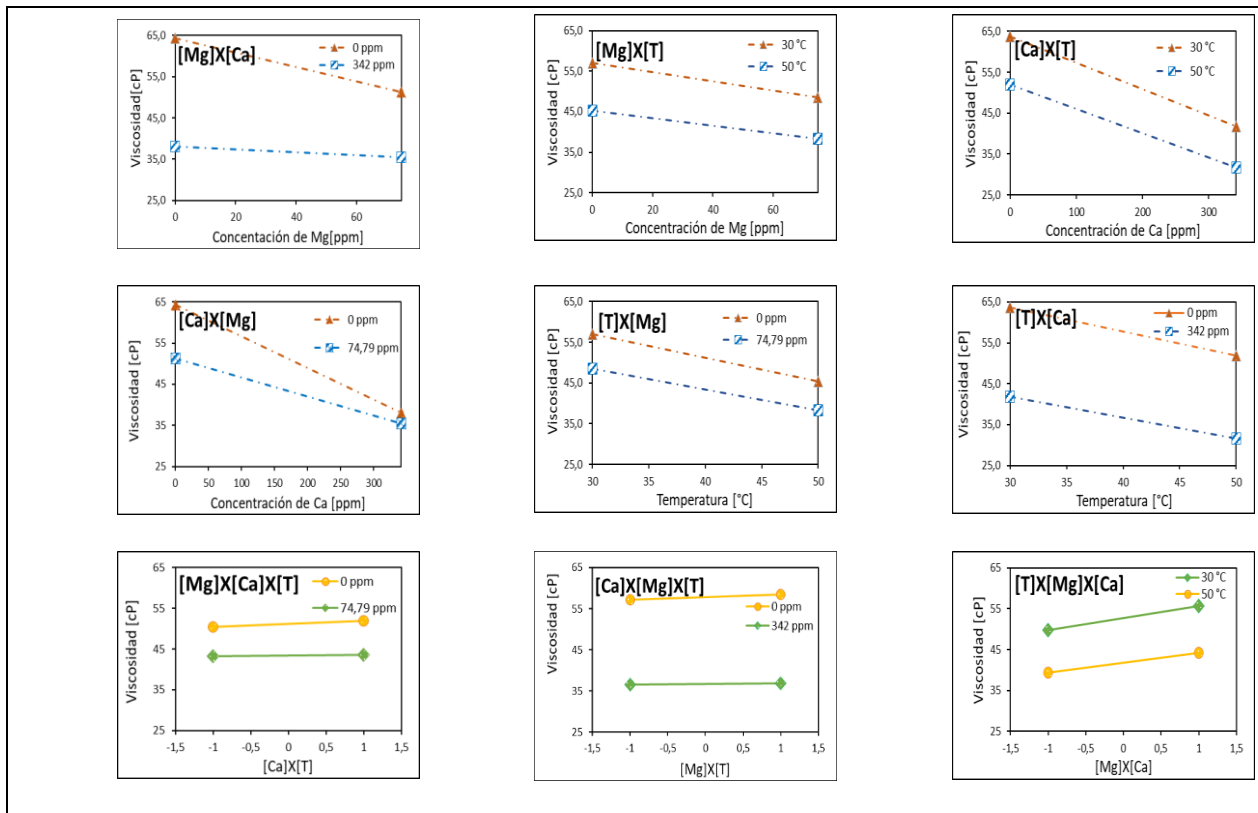 [Mg]X[Ca]
0 ppm
342 ppm
Viscosidad[cP]
65,0
55,0
45,0
35,0
25,0
0 20 40 60
Concentación de Mg[ppm]
[Mg]X[T]
30 °C
50 °C
Viscosidad [cP]
65,0
55,0
45,0
35,0
25,0
0 20 40 60
Concentración de Mg [ppm]
[Ca]X[T]
30 °C
50 °C
Viscosidad [cP]
65,0
55,0
45,0
35,0
25,0
0 100 200 300
Concentración de Ca [ppm]
[Ca]X[Mg]
0 ppm
74,79 ppm
Viscosidad [cP]
65
55
45
35
25
0 50 100 150 200 250 300
Concentración de Ca [ppm]
[T]X[Mg]
0 ppm
74,79 ppm
Viscosidad [cP]
65,0
55,0
45,0
35,0
25,0
30 35 40 45 50
Temperatura [°C]
[T]X[Ca]
0 ppm
342 ppm
Viscosidad [cP]
65,0
55,0
45,0
35,0
25,0
30 35 40 45 50
Temperatura [°C]
[Mg]X[Ca]X[T]
0 ppm
74,79 ppm
Viscosidad [cP]
65
55
45
35
25
-1,5 -1 -0,5 0 0,5 1 1,5
[Ca]X[T]
[Ca]X[Mg]X[T]
0 ppm
342 ppm
Viscosidad [cP]
65
55
45
35
25
-1,5 -1 -0,5 0 0,5 1 1,5
[Mg]X[T]
[T]X[Mg]X[Ca]
30 °C
50 °C
Viscosidad [cP]
65
55
45
35
25
-1,5 -1 -0,5 0 0,5 1 1,5
[Mg]X[Ca]